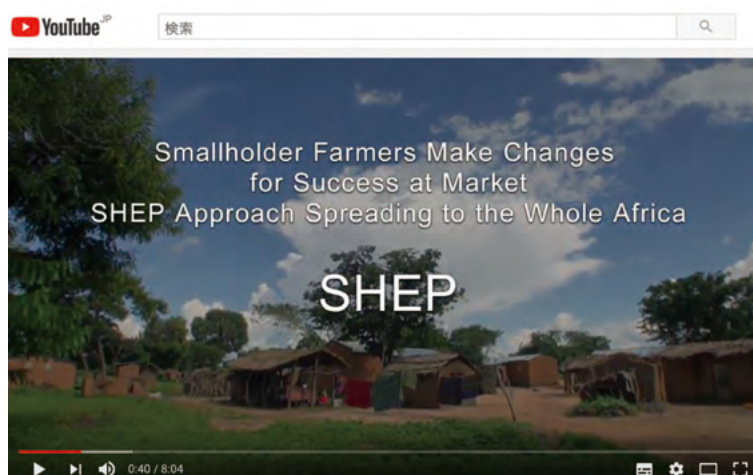 YouTube JP
検索
Smallholder Farmers Make Changes
for Success at Market
SHEP Approach Spreading to the Whole Africa
SHEP
0:40 / 8:04